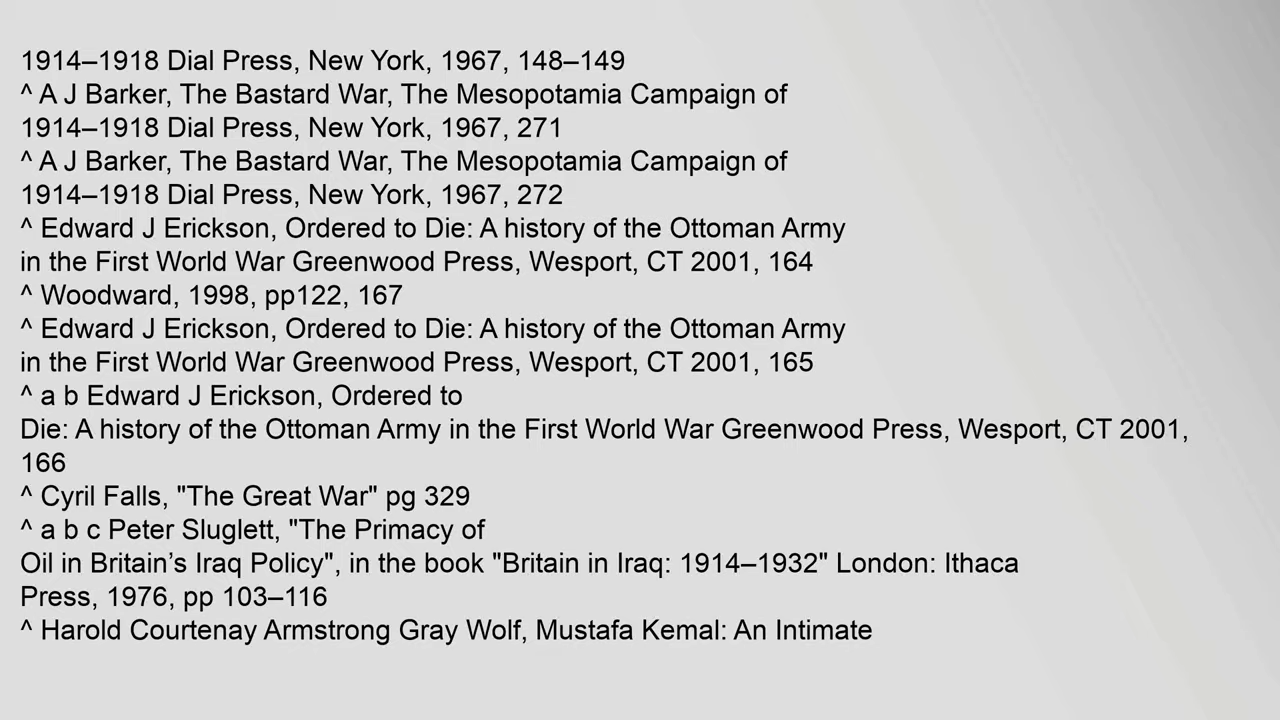 1914–1918 Dial Press, New York, 1967, 148–149
^ A J Barker, The Bastard War, The Mesopotamia Campaign of
1914–1918 Dial Press, New York, 1967, 271
^ A J Barker, The Bastard War, The Mesopotamia Campaign of
1914–1918 Dial Press, New York, 1967, 272
^ Edward J Erickson, Ordered to Die: A history of the Ottoman Army
in the First World War Greenwood Press, Wesport, CT 2001, 164
^ Woodward, 1998, pp122, 167
^ Edward J Erickson, Ordered to Die: A history of the Ottoman Army
in the First World War Greenwood Press, Wesport, CT 2001, 165
^ a b Edward J Erickson, Ordered to
Die: A history of the Ottoman Army in the First World War Greenwood Press, Wesport, CT 2001,
166
^ Cyril Falls, "The Great War" pg 329
^ a b c Peter Sluglett, "The Primacy of
Oil in Britain’s Iraq Policy", in the book "Britain in Iraq: 1914–1932" London: Ithaca
Press, 1976, pp 103–116
^ Harold Courtenay Armstrong Gray Wolf, Mustafa Kemal: An Intimate